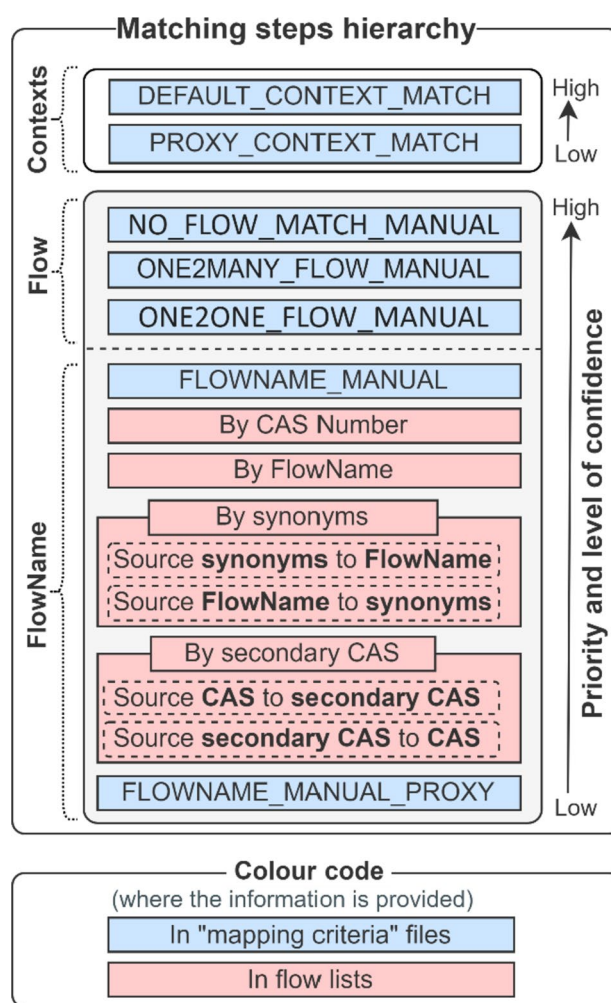 Matching steps hierarchy
Contexts
DEFAULT_CONTEXT_MATCH
PROXY_CONTEXT_MATCH
High
Low
Flow
NO_FLOW_MATCH_MANUAL
ONE2MANY_FLOW_MANUAL
ONE2ONE_FLOW_MANUAL
High
FlowName
FLOWNAME_MANUAL
By CAS Number
By FlowName
By synonyms
Source synonyms to FlowName
Source FlowName to synonyms
By secondary CAS
Source CAS to secondary CAS
Source secondary CAS to CAS
FLOWNAME_MANUAL_PROXY
Priority and level of confidence
Low
Colour code
(where the information is provided)
In "mapping criteria" files
In flow lists